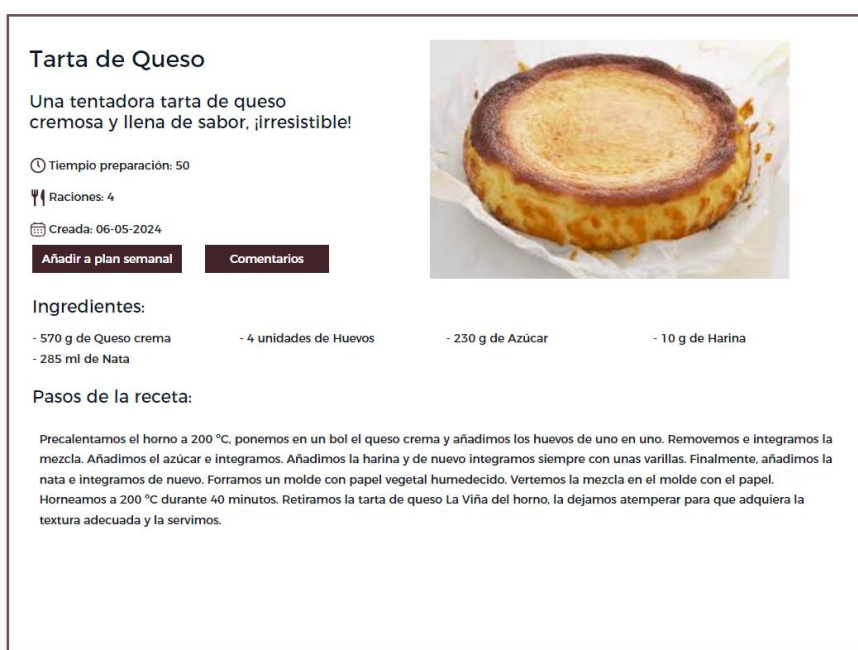 Tarta de Queso
Una tentadora tarta de queso
cremosa y llena de sabor, ¡irresistible!
Tiempio preparación: 50
Raciones: 4
Creada: 06-05-2024
Añadir a plan semanal Comentarios
Ingredientes:
- 570 g de Queso crema - 4 unidades de Huevos - 230 g de Azúcar - 10 g de Harina
- 285 ml de Nata
Pasos de la receta:
Precalentamos el horno a 200 ºC, ponemos en un bol el queso crema y añadimos los huevos de uno en uno. Removemos e integramos la
mezcla. Añadimos el azúcar e integramos. Añadimos la harina y de nuevo integramos siempre con unas varillas. Finalmente, añadimos la
nata e integramos de nuevo. Forramos un molde con papel vegetal humedecido. Vertemos la mezcla en el molde con el papel.
Horneamos a 200 ºC durante 40 minutos. Retiramos la tarta de queso La Viña del horno, la dejamos atemperar para que adquiera la
textura adecuada y la servimos.